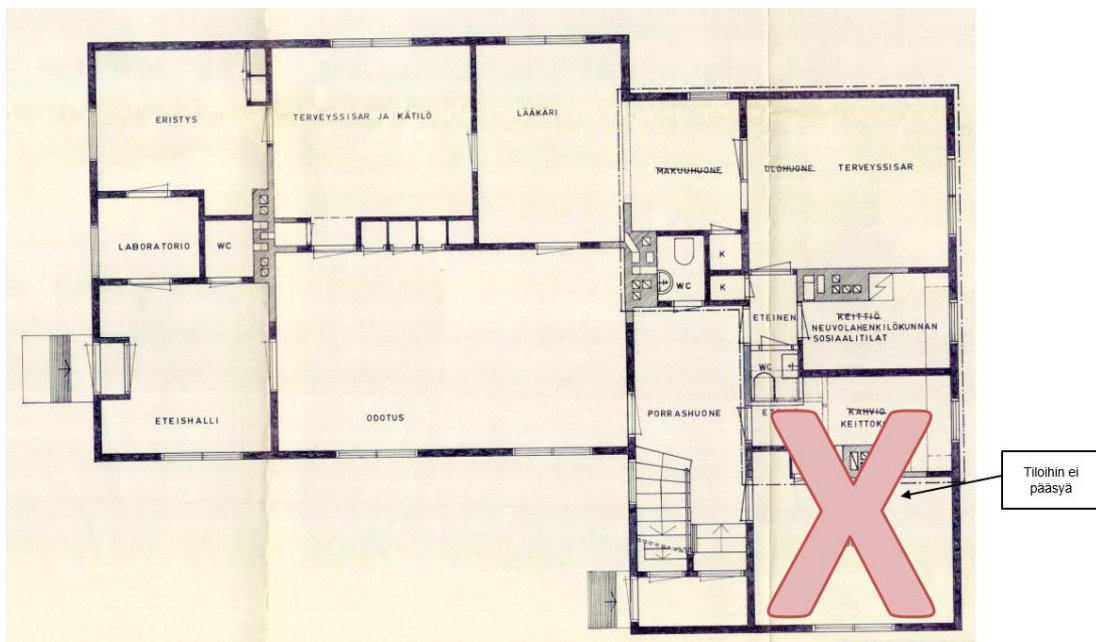 ERISTYS
TERVEYSSISAR JA KÄTILÖ
LÄÄKÄRI
MAKUUHUONE
OLOHUONE
TERVEYSSISAR
LABORATORIO
WC
WC
K
K
ETEINEN
KEITTIÖ
NEUVOLAHENKILÖKUNNAN
SOSIAALITILAT
WC
ETEISHALLI
ODOTUS
PORRASHUONE
KAHVIO
Tiloihin ei
pääsyä